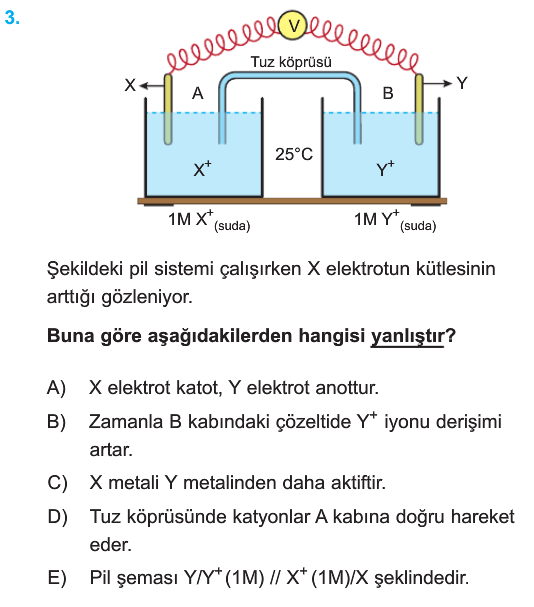 3.
V
Tuz köprüsü
X
A
B
Y
25°C
X⁺
Y⁺
1M X⁺(suda)
1M Y⁺(suda)
Şekildeki pil sistemi çalışırken X elektrotun kütlesinin
arttığı gözleniyor.
Buna göre aşağıdakilerden hangisi yanlıştır?
A) X elektrot katot, Y elektrot anottur.
B) Zamanla B kabındaki çözeltide Y⁺ iyonu derişimi
artar.
C) X metali Y metalinden daha aktiftir.
D) Tuz köprüsünde katyonlar A kabına doğru hareket
eder.
E) Pil şeması Y/Y⁺ (1M) // X⁺ (1M)/X şeklindedir.